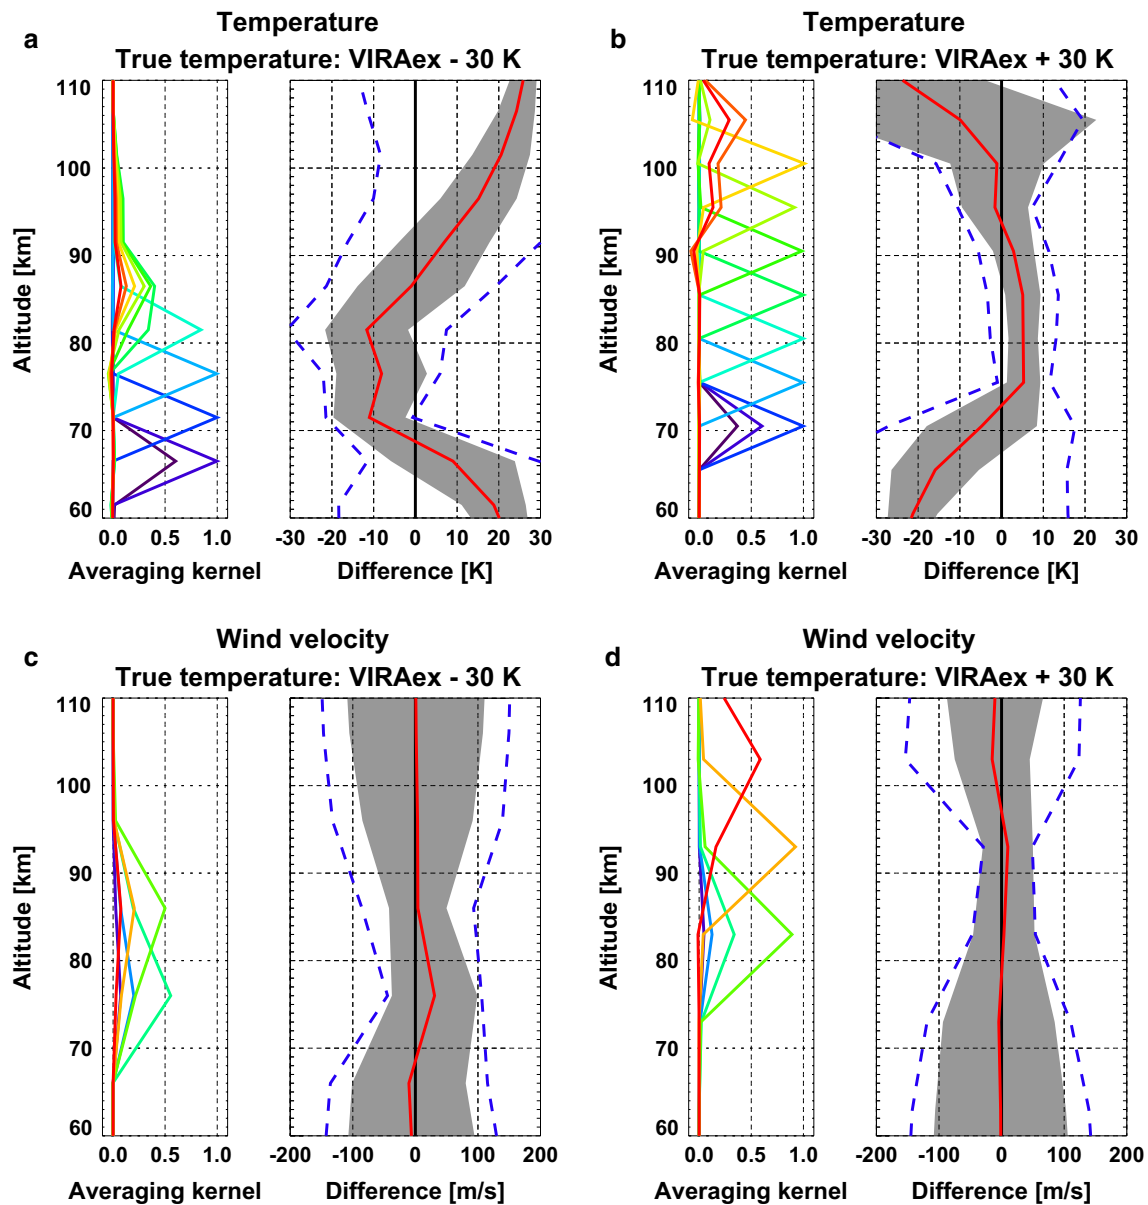 a
Temperature
True temperature: VIRAex - 30 K
110
100
90
80
70
60
Altitude [km]
0.0 0.5 1.0
-30 -20 -10 0 10 20 30
Averaging kernel
Difference [K]
b
Temperature
True temperature: VIRAex + 30 K
110
100
90
80
70
60
Altitude [km]
0.0 0.5 1.0
-30 -20 -10 0 10 20 30
Averaging kernel
Difference [K]
c
Wind velocity
True temperature: VIRAex - 30 K
110
100
90
80
70
60
Altitude [km]
0.0 0.5 1.0
-200 -100 0 100 200
Averaging kernel
Difference [m/s]
d
Wind velocity
True temperature: VIRAex + 30 K
110
100
90
80
70
60
Altitude [km]
0.0 0.5 1.0
-200 -100 0 100 200
Averaging kernel
Difference [m/s]